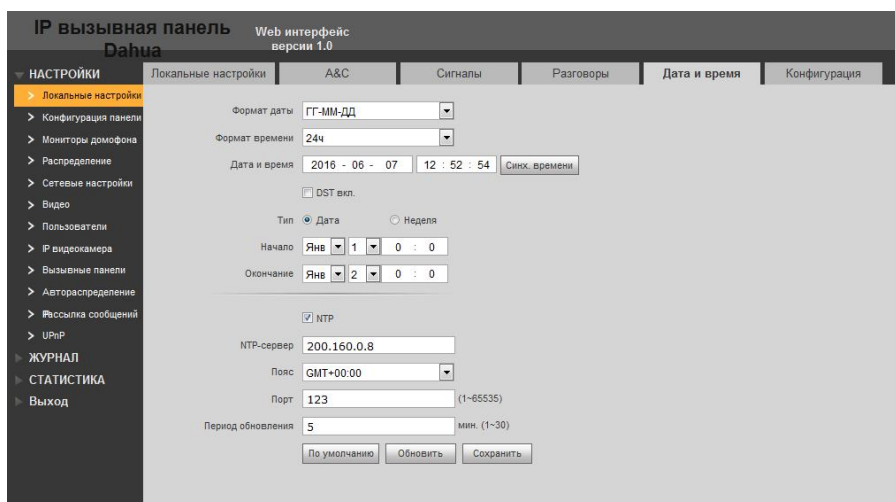 IP вызывная панель
Dahua
Web интерфейс
версии 1.0
НАСТРОЙКИ
Локальные настройки
Конфигурация панели
Мониторы домофона
Распределение
Сетевые настройки
Видео
Пользователи
IP видеокамера
Вызывные панели
Автораспределение
Рассылка сообщений
UPnP
ЖУРНАЛ
СТАТИСТИКА
Выход
Локальные настройки A&C Сигналы Разговоры Дата и время Конфигурация
Формат даты ГГ-ММ-ДД
Формат времени 24ч
Дата и время 2016 - 06 - 07 12 : 52 : 54 Синх. времени
DST вкл.
Тип Дата Неделя
Начало Янв 1 0 : 0
Окончание Янв 2 0 : 0
NTP
NTP-сервер 200.160.0.8
Пояс GMT+00:00
Порт 123 (1~65535)
Период обновления 5 мин. (1~30)
По умолчанию Обновить Сохранить